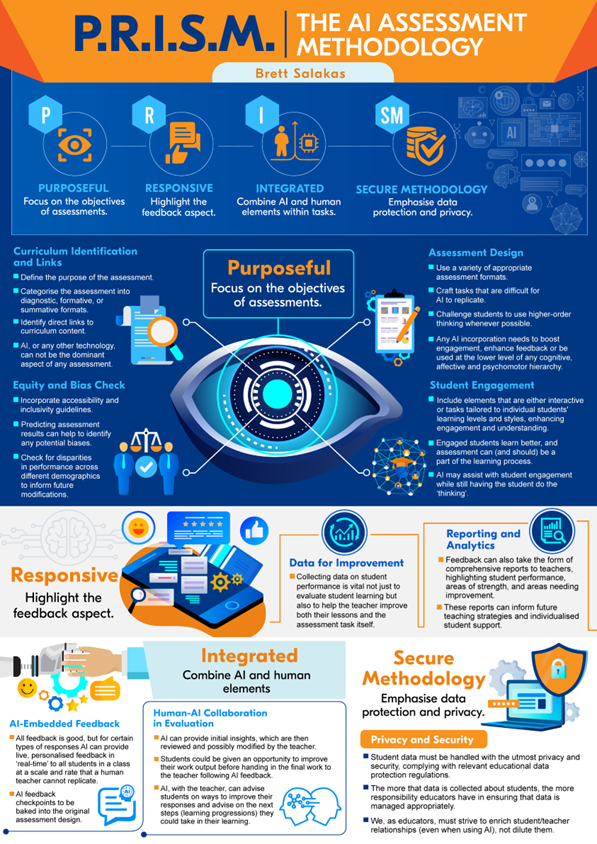 P.R.I.S.M.
THE AI ASSESSMENT
METHODOLOGY
Brett Salakas
P
R
I
SM
AI
PURPOSEFUL
Focus on the objectives
of assessments.
RESPONSIVE
Highlight the
feedback aspect.
INTEGRATED
Combine AI and human
elements within tasks.
SECURE METHODOLOGY
Emphasise data
protection and privacy.
Curriculum Identification
and Links
Define the purpose of the assessment.
Categorise the assessment into
diagnostic, formative, or
summative formats.
Identify direct links to
curriculum content.
AI, or any other technology,
can not be the dominant
aspect of any assessment.
Equity and Bias Check
Incorporate accessibility and
inclusivity guidelines.
Predicting assessment
results can help to identify
any potential biases.
Check for disparities
in performance across
different demographics
to inform future
modifications.
Purposeful
Focus on the objectives
of assessments.
Assessment Design
Use a variety of appropriate
assessment formats.
Craft tasks that are difficult for
AI to replicate.
Challenge students to use higher-order
thinking whenever possible.
Any AI incorporation needs to boost
engagement, enhance feedback or be
used at the lower level of any cognitive,
affective and psychomotor hierarchy.
Student Engagement
Include elements that are either interactive
or tasks tailored to individual students'
learning levels and styles, enhancing
engagement and understanding.
Engaged students learn better, and
assessment can (and should) be a
part of the learning process.
AI may assist with student engagement
while still having the student do the
'thinking'.
Responsive
Highlight the
feedback aspect.
Data for Improvement
Collecting data on student
performance is vital not just to
evaluate student learning but
also to help the teacher improve
both their lessons and the
assessment task itself.
Reporting and
Analytics
Feedback can also take the form of
comprehensive reports to teachers,
highlighting student performance,
areas of strength, and areas needing
improvement.
These reports can inform future
teaching strategies and individualised
student support.
Integrated
Combine AI and human
elements
AI-Embedded Feedback
All feedback is good, but for certain
types of responses AI can provide
live, personalised feedback in
'real-time' to all students in a class
at a scale and rate that a human
teacher cannot replicate.
AI feedback
checkpoints to be
baked into the original
assessment design.
Human-AI Collaboration
in Evaluation
AI can provide initial insights, which are then
reviewed and possibly modified by the teacher.
Students could be given an opportunity to improve
their work output before handing in the final work to
the teacher following AI feedback.
AI, with the teacher, can advise
students on ways to improve their
responses and advise on the next
steps (learning progressions) they
could take in their learning.
Secure
Methodology
Emphasise data
protection and privacy.
Privacy and Security
Student data must be handled with the utmost privacy and
security, complying with relevant educational data
protection regulations.
The more that data is collected about students, the more
responsibility educators have in ensuring that data is
managed appropriately.
We, as educators, must strive to enrich student/teacher
relationships (even when using AI), not dilute them.